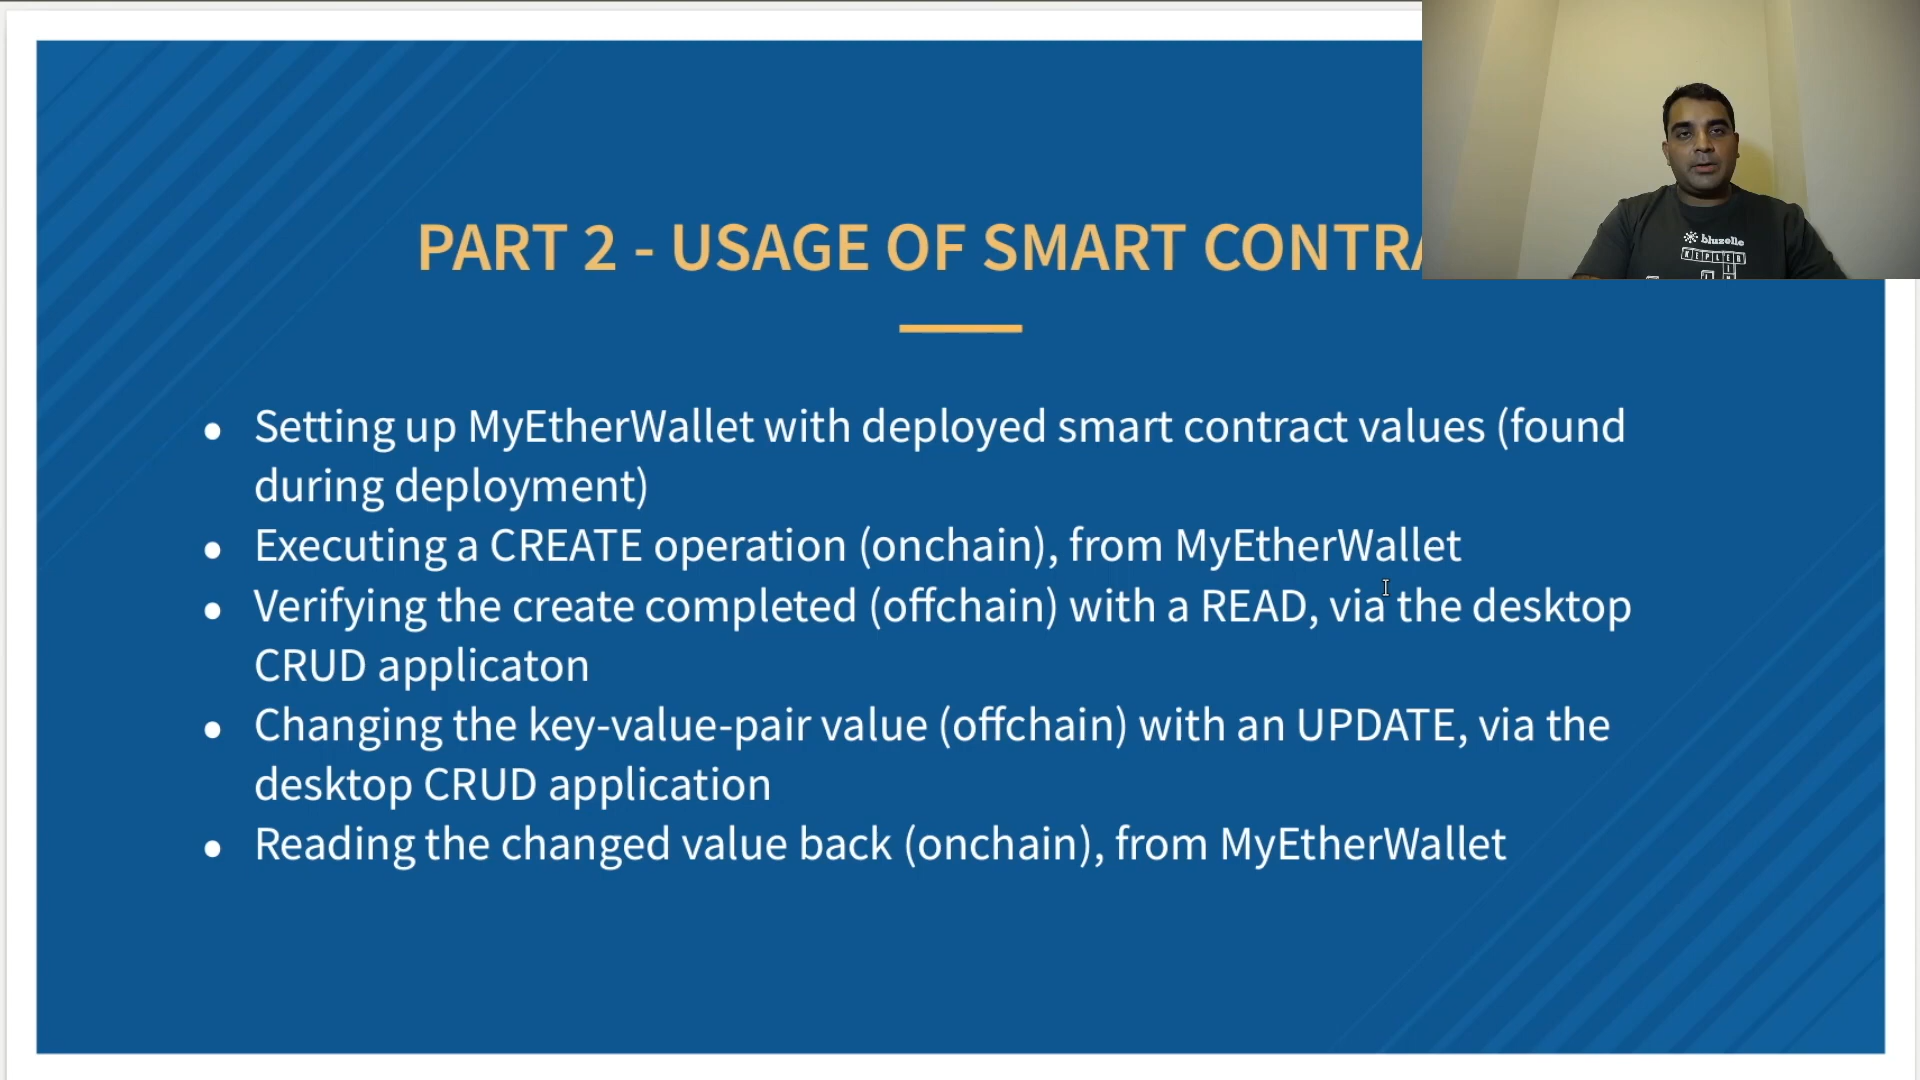 PART 2 - USAGE OF SMART CONTRA
bluzelle
KEPLER
Setting up MyEtherWallet with deployed smart contract values (found
during deployment)
Executing a CREATE operation (onchain), from MyEtherWallet
Verifying the create completed (offchain) with a READ, via the desktop
CRUD applicaton
Changing the key-value-pair value (offchain) with an UPDATE, via the
desktop CRUD application
Reading the changed value back (onchain), from MyEtherWallet